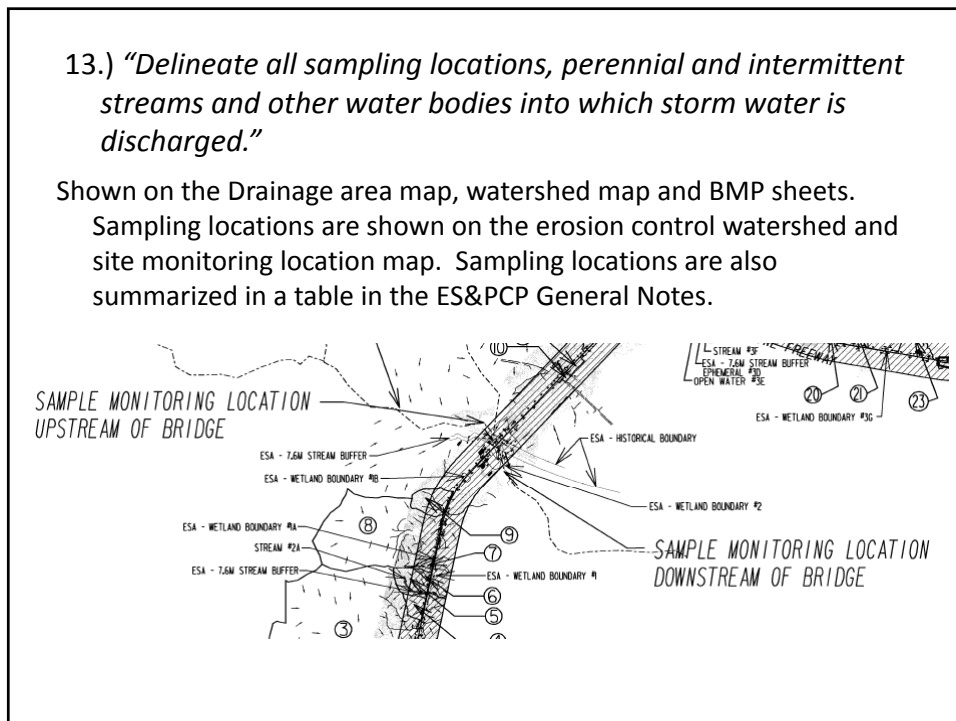 13.) “Delineate all sampling locations, perennial and intermittent
streams and other water bodies into which storm water is
discharged.”
Shown on the Drainage area map, watershed map and BMP sheets.
Sampling locations are shown on the erosion control watershed and
site monitoring location map.  Sampling locations are also
summarized in a table in the ES&PCP General Notes.
10
STREAM #3F
FREEWAY
ESA - 7.6M STREAM BUFFER
EPHEMERAL #3D
OPEN WATER #3E
20
21
23
ESA - WETLAND BOUNDARY #3G
SAMPLE MONITORING LOCATION
UPSTREAM OF BRIDGE
ESA - HISTORICAL BOUNDARY
ESA - 7.6M STREAM BUFFER
ESA - WETLAND BOUNDARY #1B
ESA - WETLAND BOUNDARY #2
8
9
ESA - WETLAND BOUNDARY #1A
STREAM #2A
7
SAMPLE MONITORING LOCATION
DOWNSTREAM OF BRIDGE
ESA - 7.6M STREAM BUFFER
ESA - WETLAND BOUNDARY #1
6
5
3